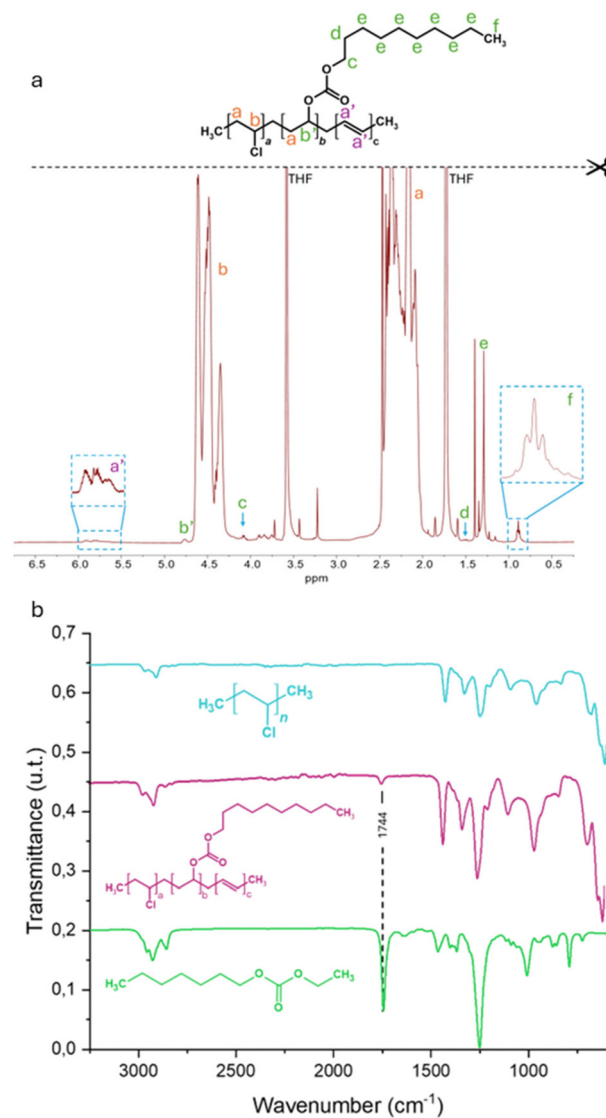 a
e e e e
d f
e e e e CH₃
c
O
O O
a b a b' a'
H₃C CH₃
a b a' c
Cl
THF THF
a
b
e
f
a'
b' c d
6.5 6.0 5.5 5.0 4.5 4.0 3.5 3.0 2.5 2.0 1.5 1.0 0.5
ppm
b
0,7
0,6
0,5
0,4
0,3
0,2
0,1
0,0
Transmittance (u.t.)
H₃C CH₃
n
Cl
1744
CH₃
O
O O
H₃C CH₃
a b c
Cl
H₃C O O CH₃
O
3000 2500 2000 1500 1000
Wavenumber (cm⁻¹)